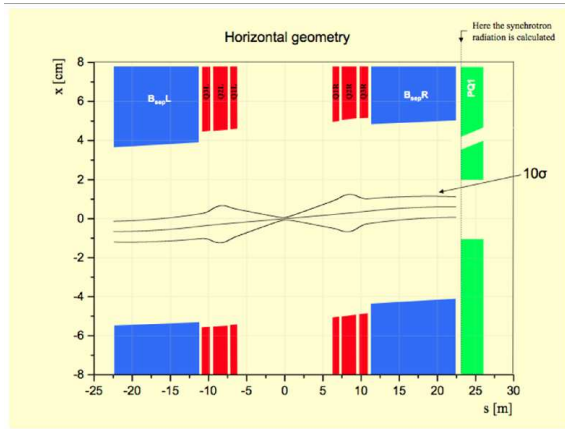 Here the synchrotron
radiation is calculated
Horizontal geometry
x [cm]
8
6
4
2
0
-2
-4
-6
-8
BsepL
BsepR
PQ1
10σ
-25 -20 -15 -10 -5 0 5 10 15 20 25 30
s [m]